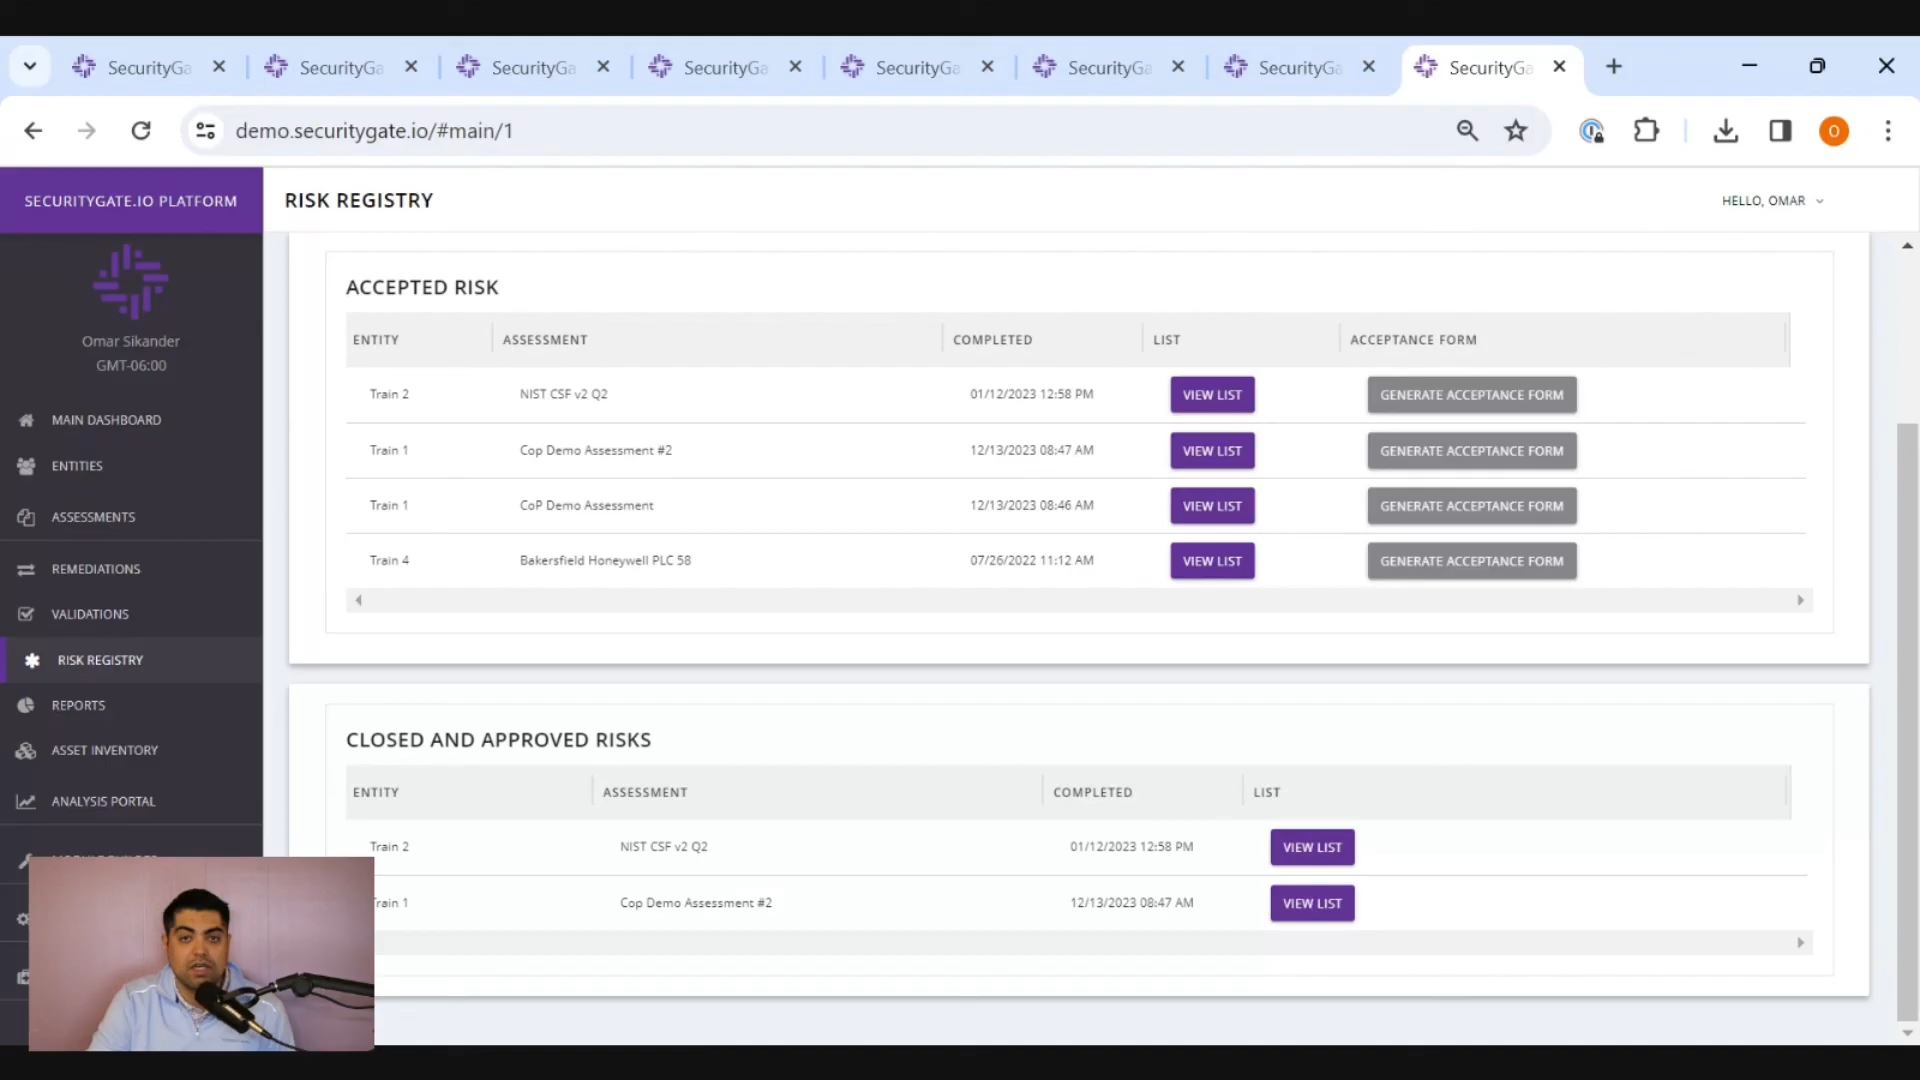 SecurityGa
SecurityGa
SecurityGa
SecurityGa
SecurityGa
SecurityGa
SecurityGa
SecurityGa
demo.securitygate.io/#main/1
O
SECURITYGATE.IO PLATFORM
RISK REGISTRY
HELLO, OMAR
Omar Sikander
GMT-06:00
MAIN DASHBOARD
ENTITIES
ASSESSMENTS
REMEDIATIONS
VALIDATIONS
RISK REGISTRY
REPORTS
ASSET INVENTORY
ANALYSIS PORTAL
ACCEPTED RISK
ENTITY ASSESSMENT COMPLETED LIST ACCEPTANCE FORM
Train 2 NIST CSF v2 Q2 01/12/2023 12:58 PM VIEW LIST GENERATE ACCEPTANCE FORM
Train 1 Cop Demo Assessment #2 12/13/2023 08:47 AM VIEW LIST GENERATE ACCEPTANCE FORM
Train 1 CoP Demo Assessment 12/13/2023 08:46 AM VIEW LIST GENERATE ACCEPTANCE FORM
Train 4 Bakersfield Honeywell PLC 58 07/26/2022 11:12 AM VIEW LIST GENERATE ACCEPTANCE FORM
CLOSED AND APPROVED RISKS
ENTITY ASSESSMENT COMPLETED LIST
Train 2 NIST CSF v2 Q2 01/12/2023 12:58 PM VIEW LIST
rain 1 Cop Demo Assessment #2 12/13/2023 08:47 AM VIEW LIST